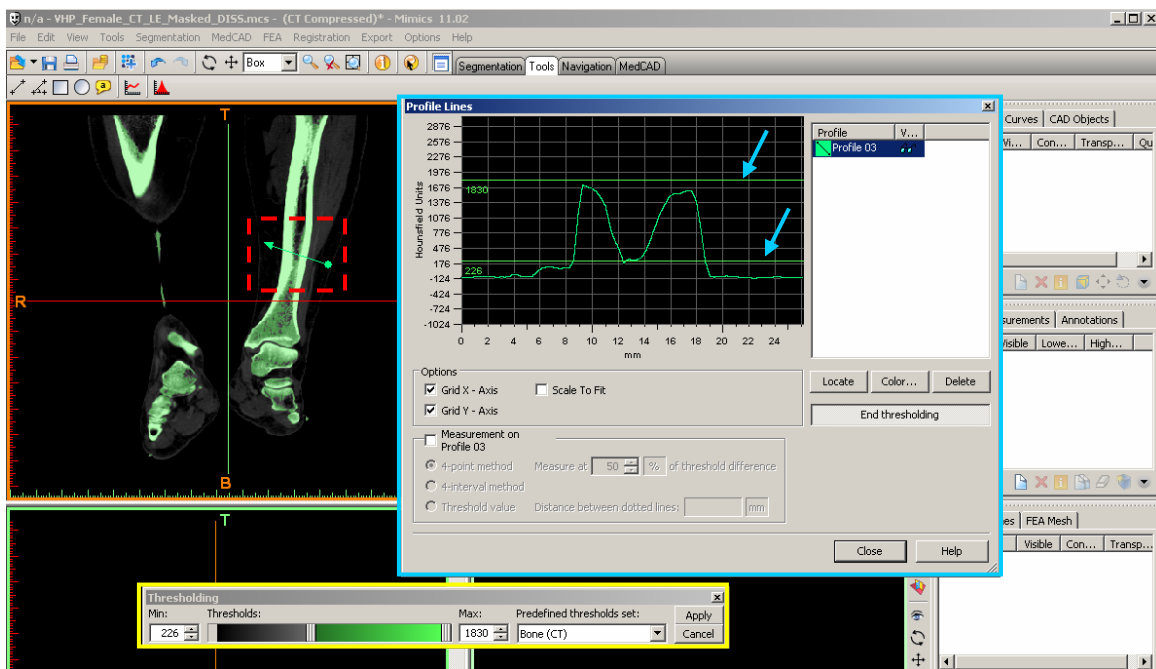 n/a - VHP_Female_CT_LE_Masked_DISS.mcs - (CT Compressed)* - Mimics 11.02
File Edit View Tools Segmentation MedCAD FEA Registration Export Options Help
Box Segmentation Tools Navigation MedCAD
T
R
B
T
Profile Lines
Hounsfield Units
2876
2576
2276
1976
1676
1376
1076
776
476
176
-124
-424
-724
-1024
1830
226
0 2 4 6 8 10 12 14 16 18 20 22 24
mm
Profile V...
Profile 03
Options
Grid X - Axis Scale To Fit
Grid Y - Axis
Locate Color... Delete
End thresholding
Measurement on
Profile 03
4-point method Measure at 50 % of threshold difference
4-interval method
Threshold value Distance between dotted lines: mm
Close Help
Curves CAD Objects
Vi... Con... Transp... Qu
Annotations
Visible Lowe... High...
FEA Mesh
Visible Con... Transp...
Thresholding
Min: Thresholds: Max: Predefined thresholds set: Apply
226 1830 Bone (CT) Cancel